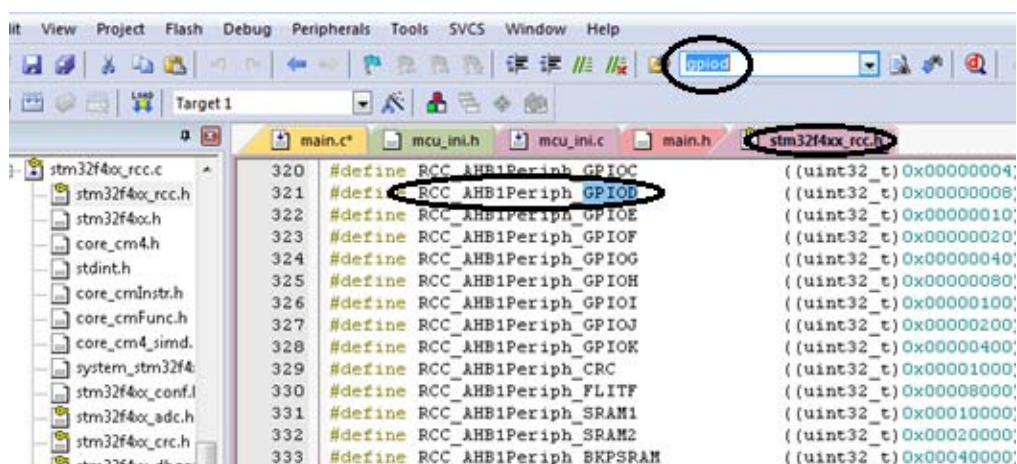 it View Project Flash Debug Peripherals Tools SVCS Window Help
gpiod
LOAD Target 1
main.c* mcu_ini.h mcu_ini.c main.h stm32f4xx_rcc.h
stm32f4xx_rcc.c
stm32f4xx_rcc.h
stm32f4xx.h
core_cm4.h
stdint.h
core_cmInstr.h
core_cmFunc.h
core_cm4_simd.
system_stm32f4
stm32f4xx_conf.l
stm32f4xx_adc.h
stm32f4xx_crc.h
320 #define RCC_AHB1Periph_GPIOC ((uint32_t)0x00000004)
321 #define RCC_AHB1Periph_GPIOD ((uint32_t)0x00000008)
322 #define RCC_AHB1Periph_GPIOE ((uint32_t)0x00000010)
323 #define RCC_AHB1Periph_GPIOF ((uint32_t)0x00000020)
324 #define RCC_AHB1Periph_GPIOG ((uint32_t)0x00000040)
325 #define RCC_AHB1Periph_GPIOH ((uint32_t)0x00000080)
326 #define RCC_AHB1Periph_GPIOI ((uint32_t)0x00000100)
327 #define RCC_AHB1Periph_GPIOJ ((uint32_t)0x00000200)
328 #define RCC_AHB1Periph_GPIOK ((uint32_t)0x00000400)
329 #define RCC_AHB1Periph_CRC ((uint32_t)0x00001000)
330 #define RCC_AHB1Periph_FLITF ((uint32_t)0x00008000)
331 #define RCC_AHB1Periph_SRAM1 ((uint32_t)0x00010000)
332 #define RCC_AHB1Periph_SRAM2 ((uint32_t)0x00020000)
333 #define RCC_AHB1Periph_BKPSRAM ((uint32_t)0x00040000)